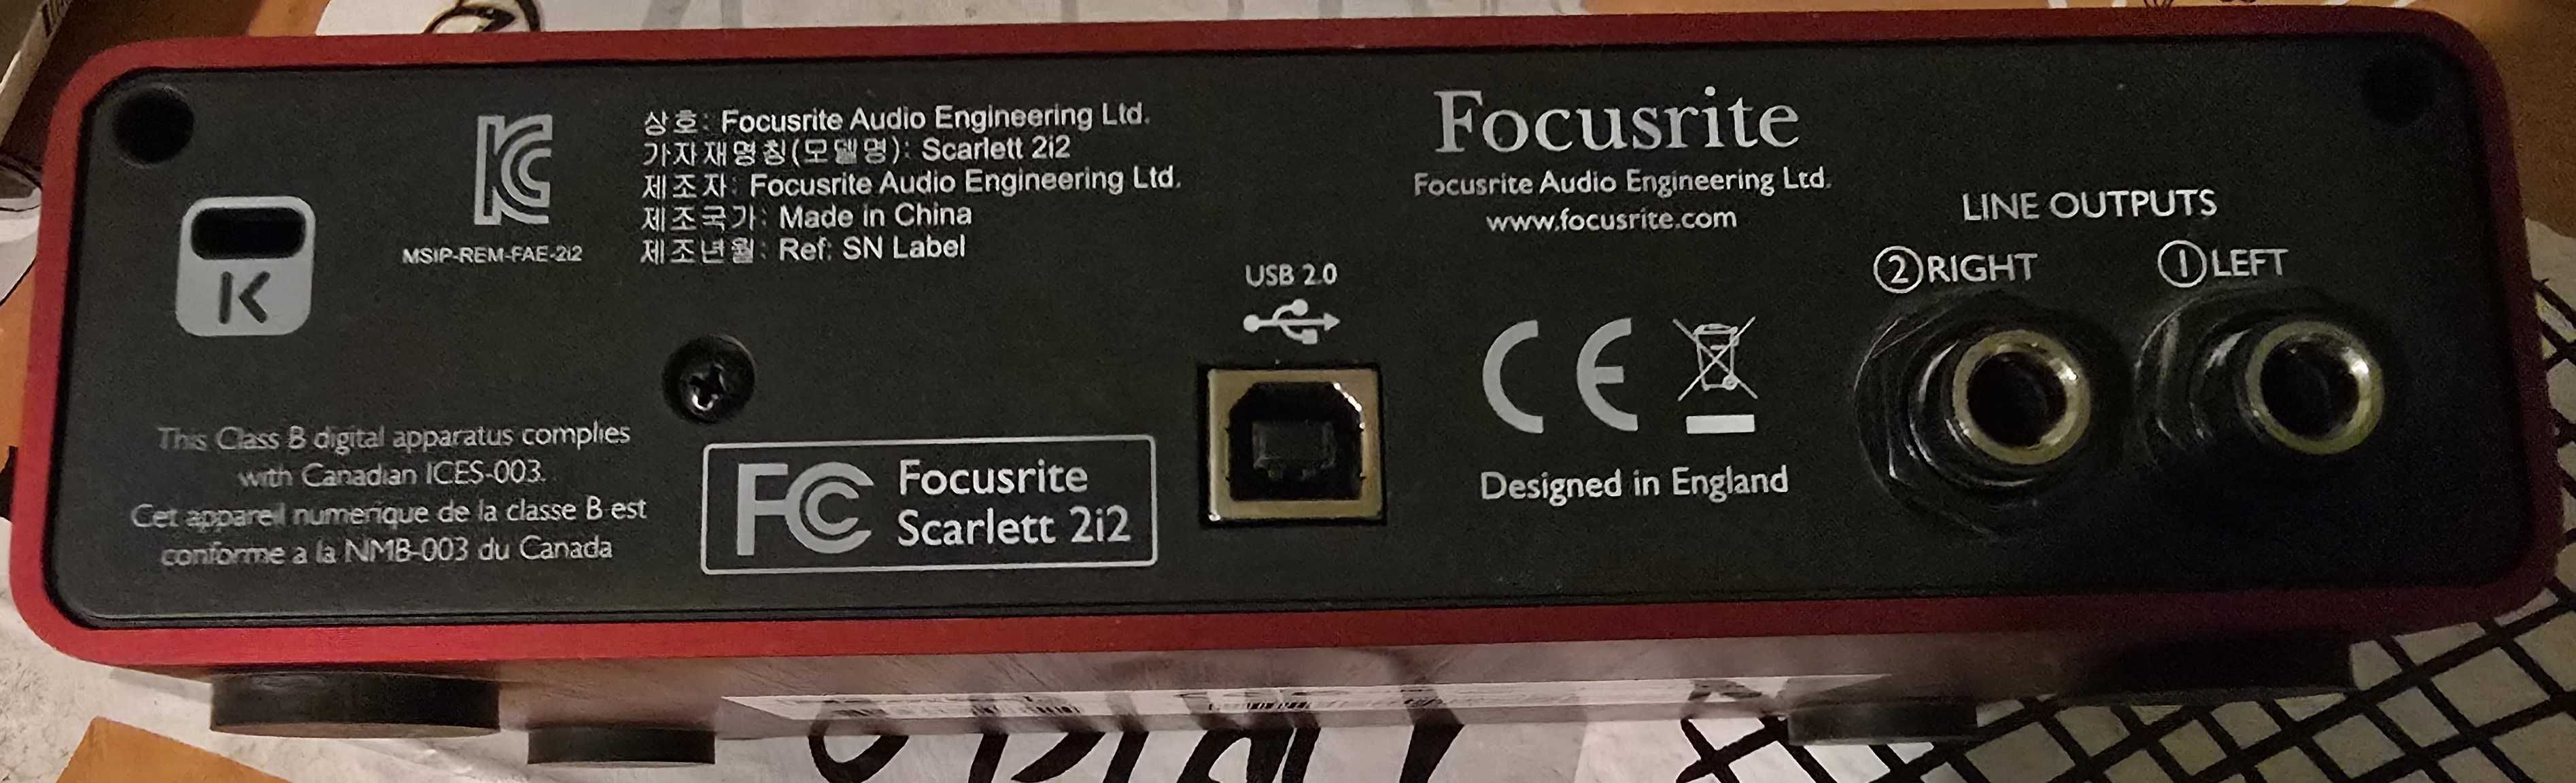 K
MSIP-REM-FAE-2i2
상호: Focusrite Audio Engineering Ltd.
가자재명칭(모델명): Scarlett 2i2
제조자: Focusrite Audio Engineering Ltd.
제조국가: Made in China
제조년월: Ref: SN Label
This Class B digital apparatus complies
with Canadian ICES-003.
Cet appareil numerique de la classe B est
conforme a la NMB-003 du Canada
FC Focusrite
Scarlett 2i2
USB 2.0
Focusrite
Focusrite Audio Engineering Ltd.
www.focusrite.com
CE
Designed in England
LINE OUTPUTS
② RIGHT ① LEFT